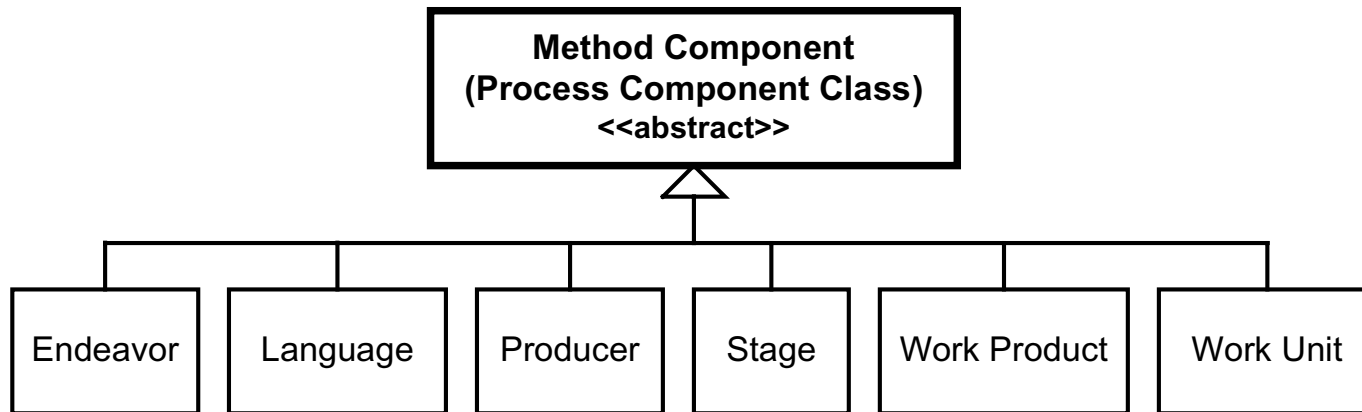 Method Component
(Process Component Class)
<<abstract>>
Endeavor
Language
Producer
Stage
Work Product
Work Unit